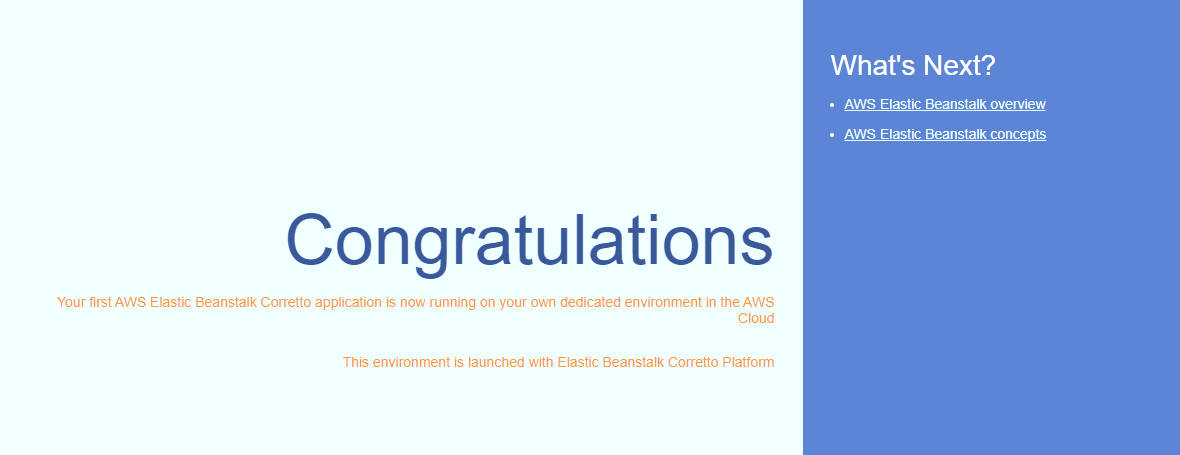 Congratulations
Your first AWS Elastic Beanstalk Corretto application is now running on your own dedicated environment in the AWS
Cloud
This environment is launched with Elastic Beanstalk Corretto Platform
What's Next?
• AWS Elastic Beanstalk overview
• AWS Elastic Beanstalk concepts